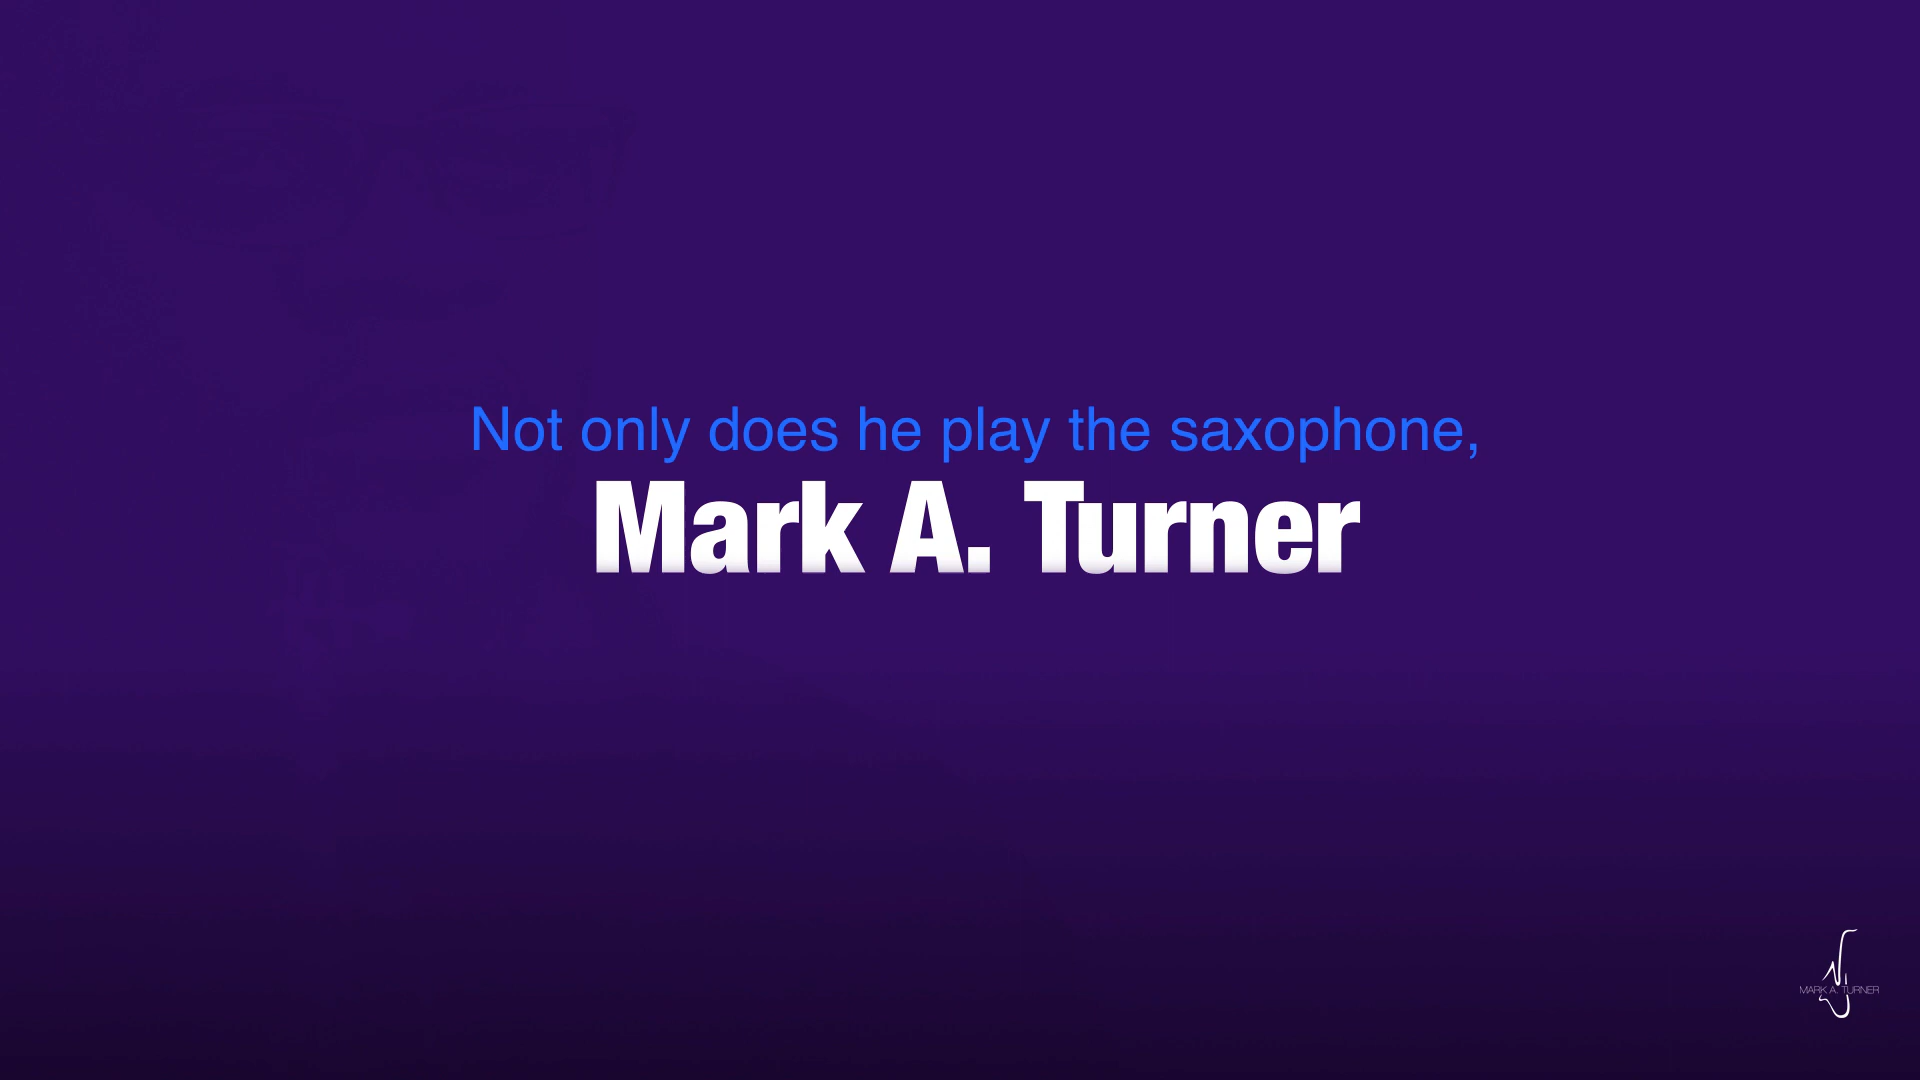 Not only does he play the saxophone,
Mark A. Turner
MARK A. TURNER